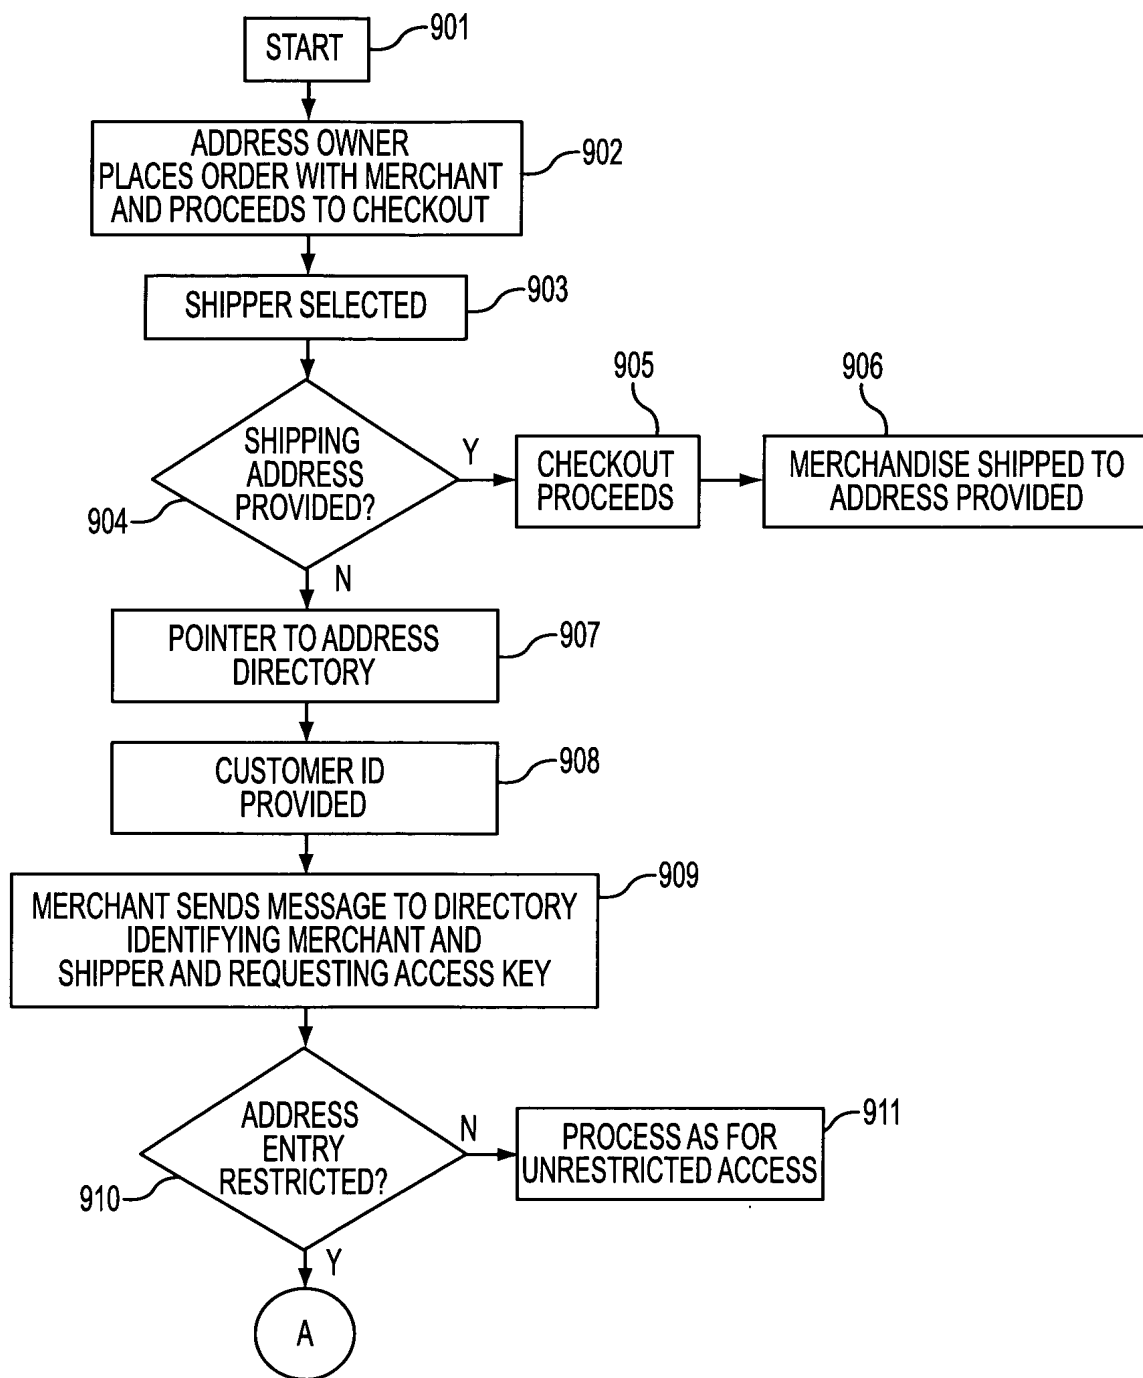 START
901
ADDRESS OWNER
PLACES ORDER WITH MERCHANT
AND PROCEEDS TO CHECKOUT
902
SHIPPER SELECTED
903
SHIPPING
ADDRESS
PROVIDED?
904
Y
CHECKOUT
PROCEEDS
905
MERCHANDISE SHIPPED TO
ADDRESS PROVIDED
906
N
POINTER TO ADDRESS
DIRECTORY
907
CUSTOMER ID
PROVIDED
908
MERCHANT SENDS MESSAGE TO DIRECTORY
IDENTIFYING MERCHANT AND
SHIPPER AND REQUESTING ACCESS KEY
909
ADDRESS
ENTRY
RESTRICTED?
910
N
PROCESS AS FOR
UNRESTRICTED ACCESS
911
Y
A